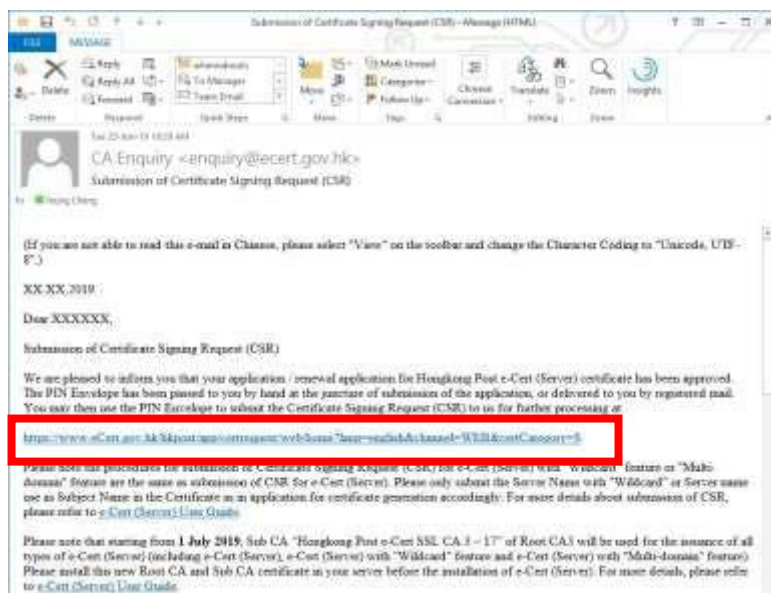 Submission of Certificate Signing Request (CSR) - Message (HTML)
FILE MESSAGE
Reply
Reply All
Forward
Delete
To Manager
Team Email
Move
Mark Unread
Categorize
Follow Up
Translate
Zoom
Insights
Delete Respond Quick Steps Move Tags Editing Zoom
CA Enquiry <enquiry@ecert.gov.hk>
Submission of Certificate Signing Request (CSR)
To
(If you are not able to read this e-mail in Chinese, please select "View" on the toolbar and change the Character Coding to "Unicode, UTF-
8".)
XX XX 2019
Dear XXXXXX,
Submission of Certificate Signing Request (CSR)
We are pleased to inform you that your application / renewal application for Hongkong Post e-Cert (Server) certificate has been approved.
The PIN Envelope has been passed to you by hand at the juncture of submission of the application, or delivered to you by registered mail.
You may then use the PIN Envelope to submit the Certificate Signing Request (CSR) to us for further processing at:
Please note the procedures for submission of Certificate Signing Request (CSR) for e-Cert (Server) with "Wildcard" feature or "Multi-
domain" feature are the same as submission of CSR for e-Cert (Server). Please only submit the Server Name with "Wildcard" or Server name
use as Subject Name in the Certificate as in application for certificate generation accordingly. For more details about submission of CSR,
please refer to e-Cert (Server) User Guide.
Please note that starting from 1 July 2019, Sub CA "Hongkong Post e-Cert SSL CA 3 - 17" of Root CA3 will be used for the issuance of all
types of e-Cert (Server) (including e-Cert (Server), e-Cert (Server) with "Wildcard" feature and e-Cert (Server) with "Multi-domain" feature).
Please install this new Root CA and Sub CA certificate in your server before the installation of e-Cert (Server). For more details, please refer
to e-Cert (Server) User Guide.